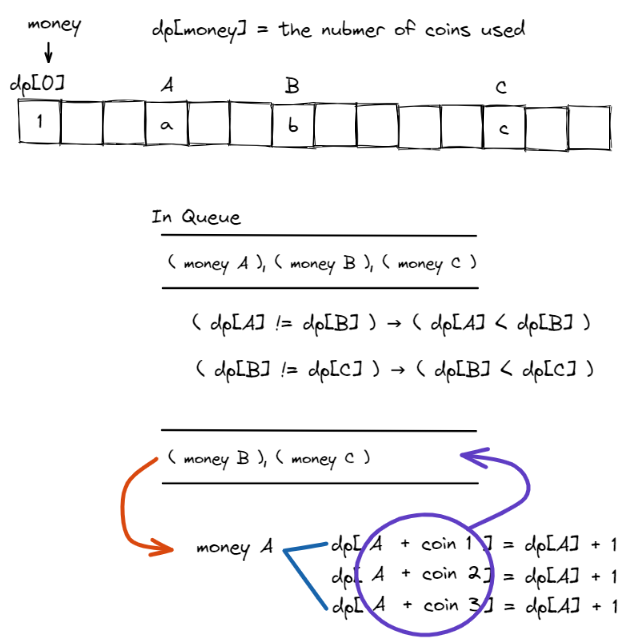 money
dp[money] = the nubmer of coins used
dp[0] A B C
1 a b c
In Queue
( money A ), ( money B ), ( money C )
( dp[A] != dp[B] ) → ( dp[A] < dp[B] )
( dp[B] != dp[C] ) → ( dp[B] < dp[C] )
( money B ), ( money C )
money A
dp[ A + coin 1 ] = dp[A] + 1
dp[ A + coin 2] = dp[A] + 1
dp[ A + coin 3] = dp[A] + 1